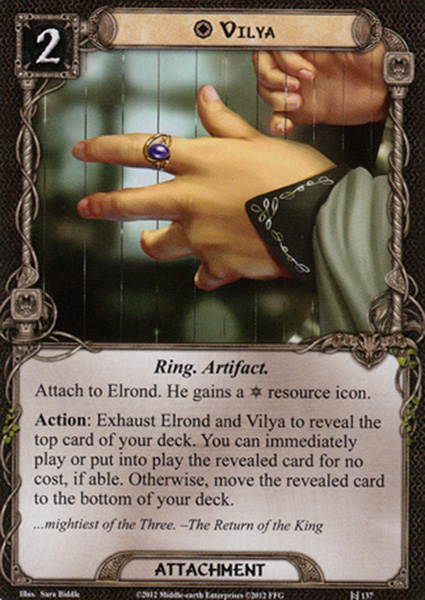 2
Vilya
Ring. Artifact.
Attach to Elrond. He gains a resource icon.
Action: Exhaust Elrond and Vilya to reveal the
top card of your deck. You can immediately
play or put into play the revealed card for no
cost, if able. Otherwise, move the revealed card
to the bottom of your deck.
...mightiest of the Three. –The Return of the King
ATTACHMENT
Illus. Sara Biddle ©2012 Middle-earth Enterprises ©2012 FFG 137